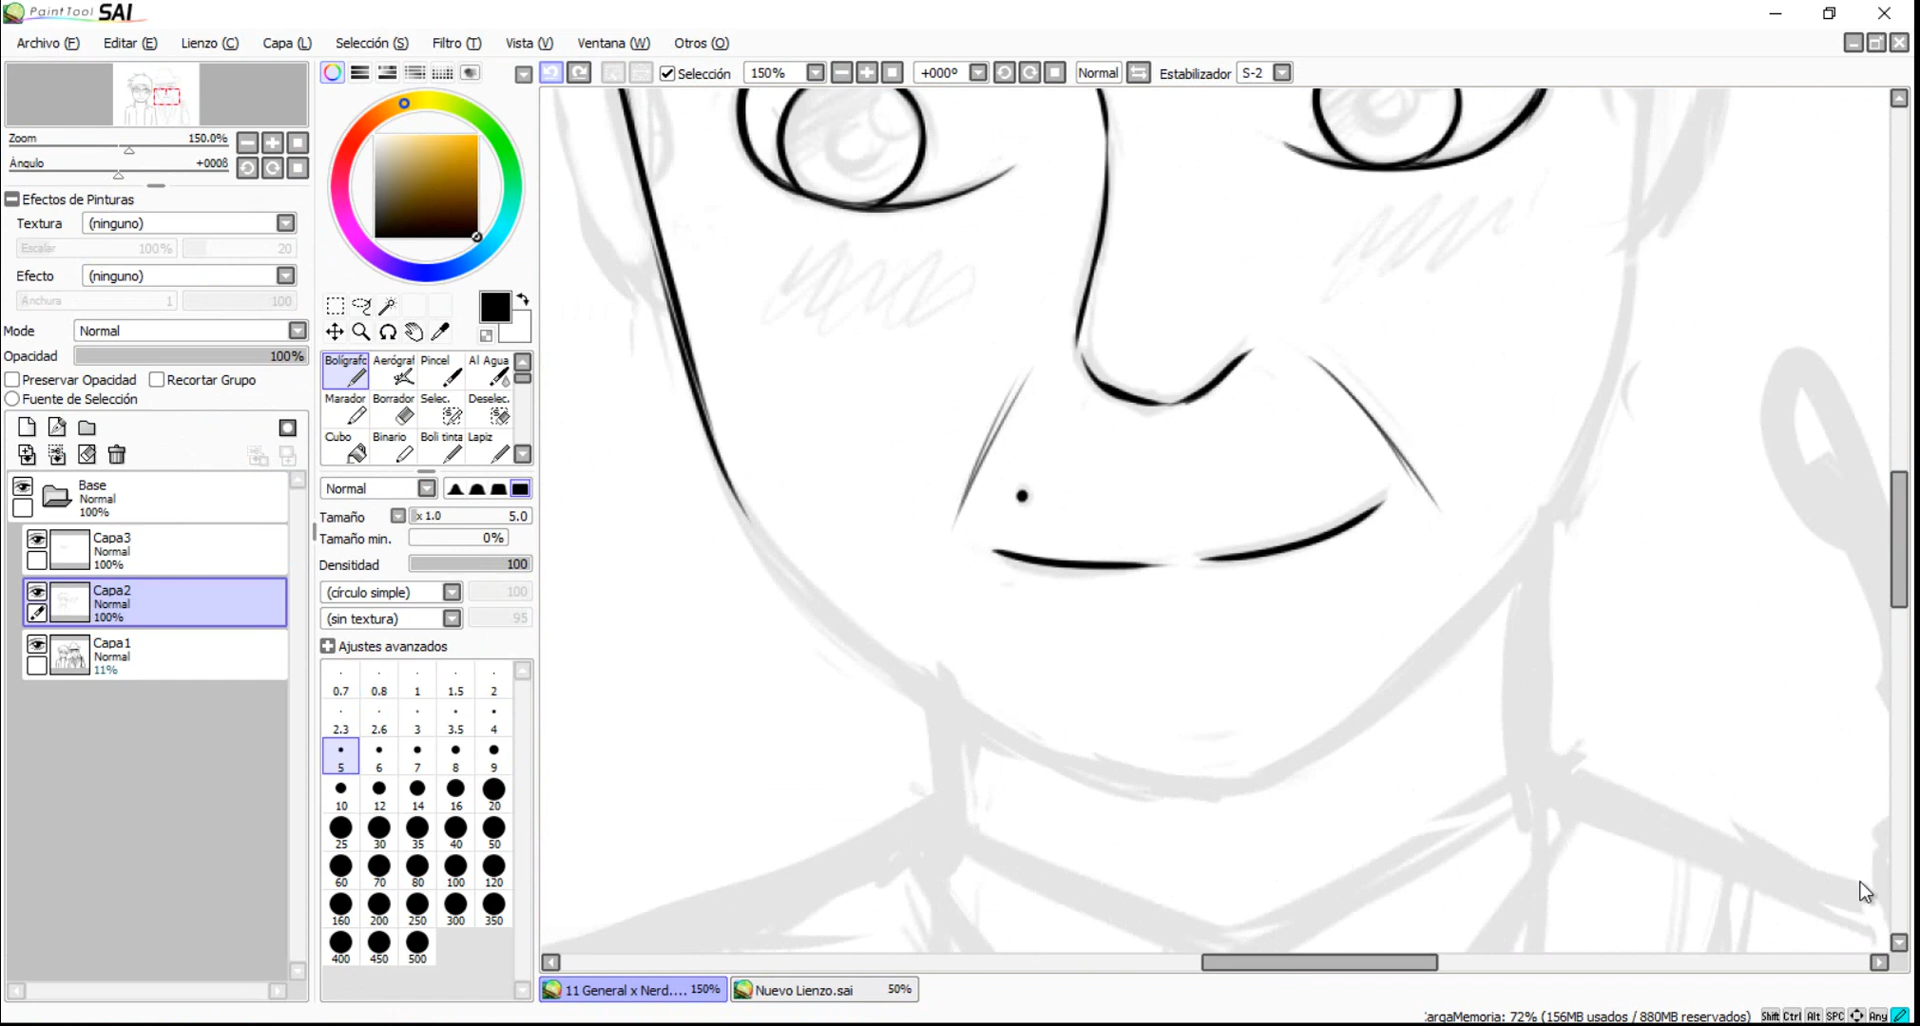 PaintTool SAI
Archivo (F) Editar (E) Lienzo (C) Capa (L) Selección (S) Filtro (T) Vista (V) Ventana (W) Otros (O)
Selección 150% +000º Normal Estabilizador S-2
Zoom 150.0%
Ángulo +0008
Efectos de Pinturas
Textura (ninguno)
Escalar 100% 20
Efecto (ninguno)
Anchura 1 100
Mode Normal
Opacidad 100%
Preservar Opacidad Recortar Grupo
Fuente de Selección
Base
Normal
100%
Capa3
Normal
100%
Capa2
Normal
100%
Capa1
Normal
11%
Bolígrafc Aerógraf Pincel Al Agua
Marador Borrador Selec. Deselec.
Cubo Binario Boli tinta Lapiz
Normal
Tamaño x 1.0 5.0
Tamaño min. 0%
Densitidad 100
(círculo simple) 100
(sin textura) 95
Ajustes avanzados
0.7 0.8 1 1.5 2
2.3 2.6 3 3.5 4
5 6 7 8 9
10 12 14 16 20
25 30 35 40 50
60 70 80 100 120
160 200 250 300 350
400 450 500
11 General x Nerd.... 150% Nuevo Lienzo.sai 50%
argaMemoria: 72% (156MB usados / 880MB reservados) Shift Ctrl Alt SPC Any